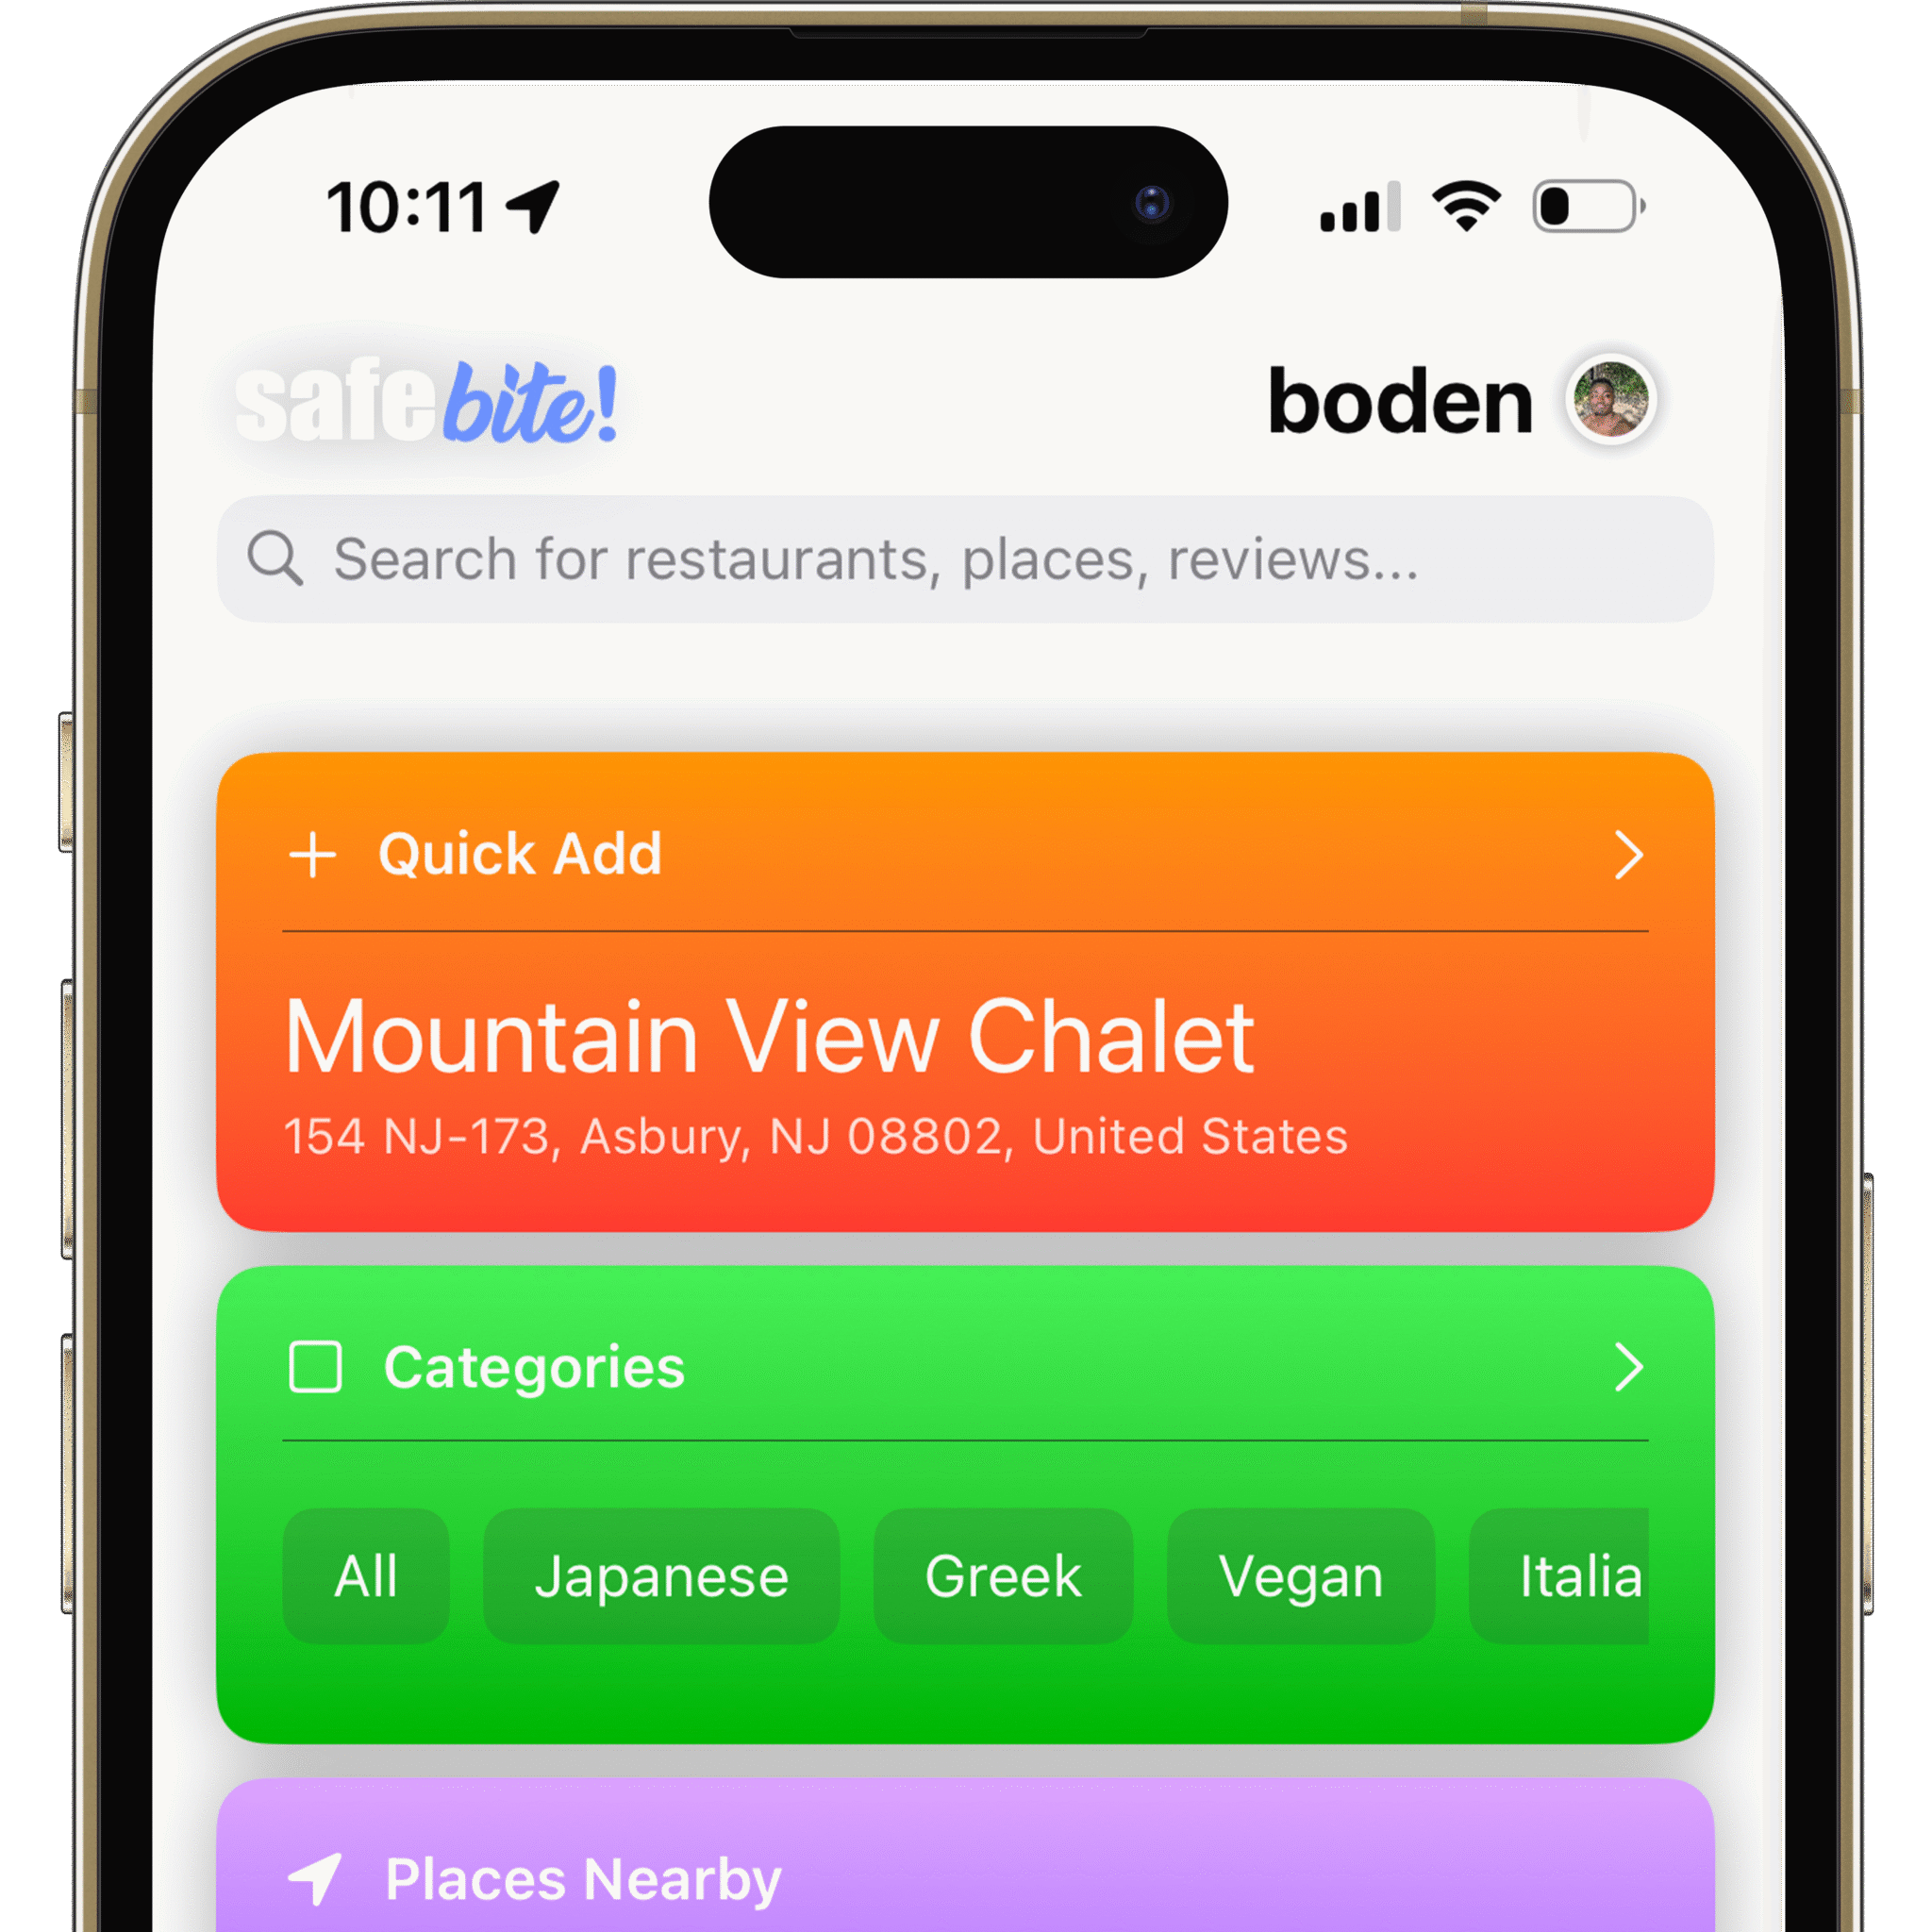 10:11
safebite!
boden
Search for restaurants, places, reviews...
Quick Add
Mountain View Chalet
154 NJ-173, Asbury, NJ 08802, United States
Categories
All Japanese Greek Vegan Italia
Places Nearby